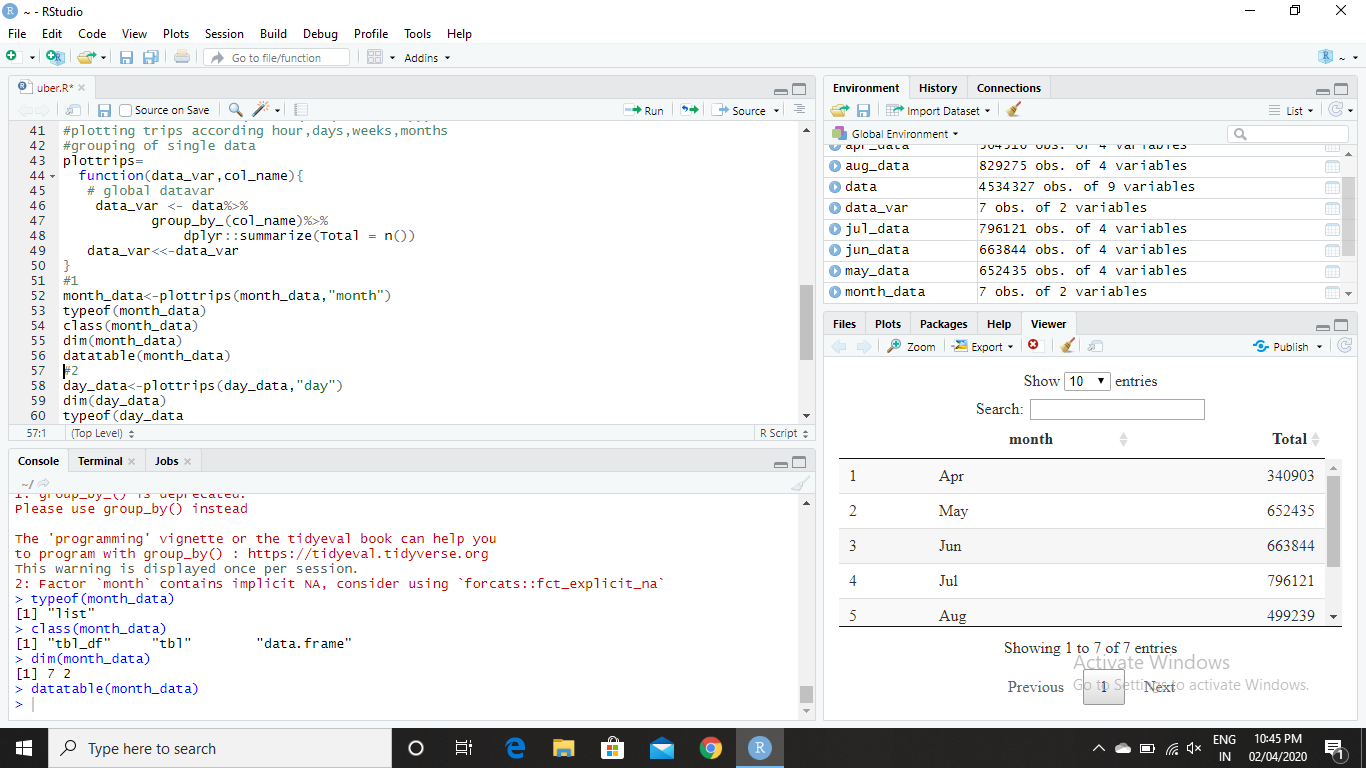 ~ - RStudio
File Edit Code View Plots Session Build Debug Profile Tools Help
Go to file/function Addins
uber.R*
Source on Save Run Source
41 #plotting trips according hour,days,weeks,months
42 #grouping of single data
43 plottrips=
44 function(data_var,col_name){
45 # global datavar
46 data_var <- data%>%
47 group_by_(col_name)%>%
48 dplyr::summarize(Total = n())
49 data_var<<-data_var
50 }
51 #1
52 month_data<-plottrips(month_data,"month")
53 typeof(month_data)
54 class(month_data)
55 dim(month_data)
56 datatable(month_data)
57 #2
58 day_data<-plottrips(day_data,"day")
59 dim(day_data)
60 typeof(day_data
57:1 (Top Level) R Script
Console Terminal Jobs
~/
1: group_by_() is deprecated.
Please use group_by() instead
The 'programming' vignette or the tidyeval book can help you
to program with group_by() : https://tidyeval.tidyverse.org
This warning is displayed once per session.
2: Factor `month` contains implicit NA, consider using `forcats::fct_explicit_na`
> typeof(month_data)
[1] "list"
> class(month_data)
[1] "tbl_df" "tbl" "data.frame"
> dim(month_data)
[1] 7 2
> datatable(month_data)
>
Environment History Connections
Import Dataset List
Global Environment
apr_data 564516 obs. of 4 variables
aug_data 829275 obs. of 4 variables
data 4534327 obs. of 9 variables
data_var 7 obs. of 2 variables
jul_data 796121 obs. of 4 variables
jun_data 663844 obs. of 4 variables
may_data 652435 obs. of 4 variables
month_data 7 obs. of 2 variables
Files Plots Packages Help Viewer
Zoom Export Publish
Show 10 entries
Search:
month Total
1 Apr 340903
2 May 652435
3 Jun 663844
4 Jul 796121
5 Aug 499239
Showing 1 to 7 of 7 entries
Previous 1 Next
Activate Windows
Go to Settings to activate Windows.
Type here to search
ENG
IN
10:45 PM
02/04/2020
1